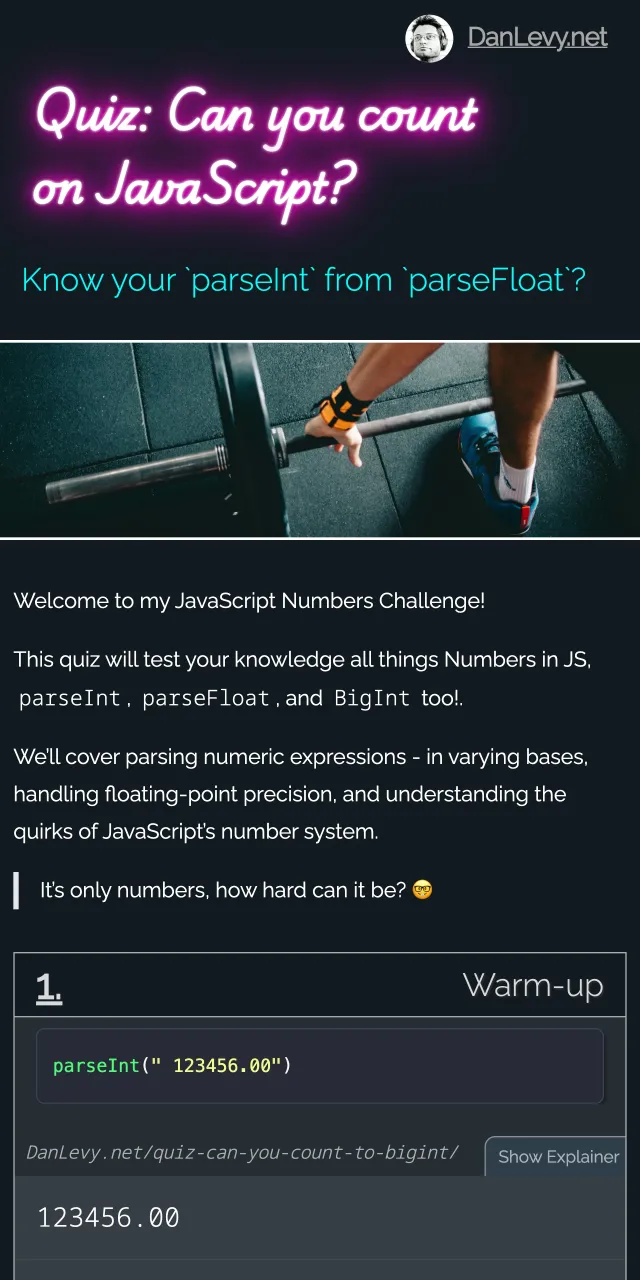 DanLevy.net
Quiz: Can you count
on JavaScript?
Know your `parseInt` from `parseFloat`?
Welcome to my JavaScript Numbers Challenge!
This quiz will test your knowledge all things Numbers in JS,
parseInt, parseFloat, and BigInt too!.
We’ll cover parsing numeric expressions - in varying bases,
handling floating-point precision, and understanding the
quirks of JavaScript’s number system.
It’s only numbers, how hard can it be? 🤓
1. Warm-up
parseInt(" 123456.00")
DanLevy.net/quiz-can-you-count-to-bigint/ Show Explainer
123456.00